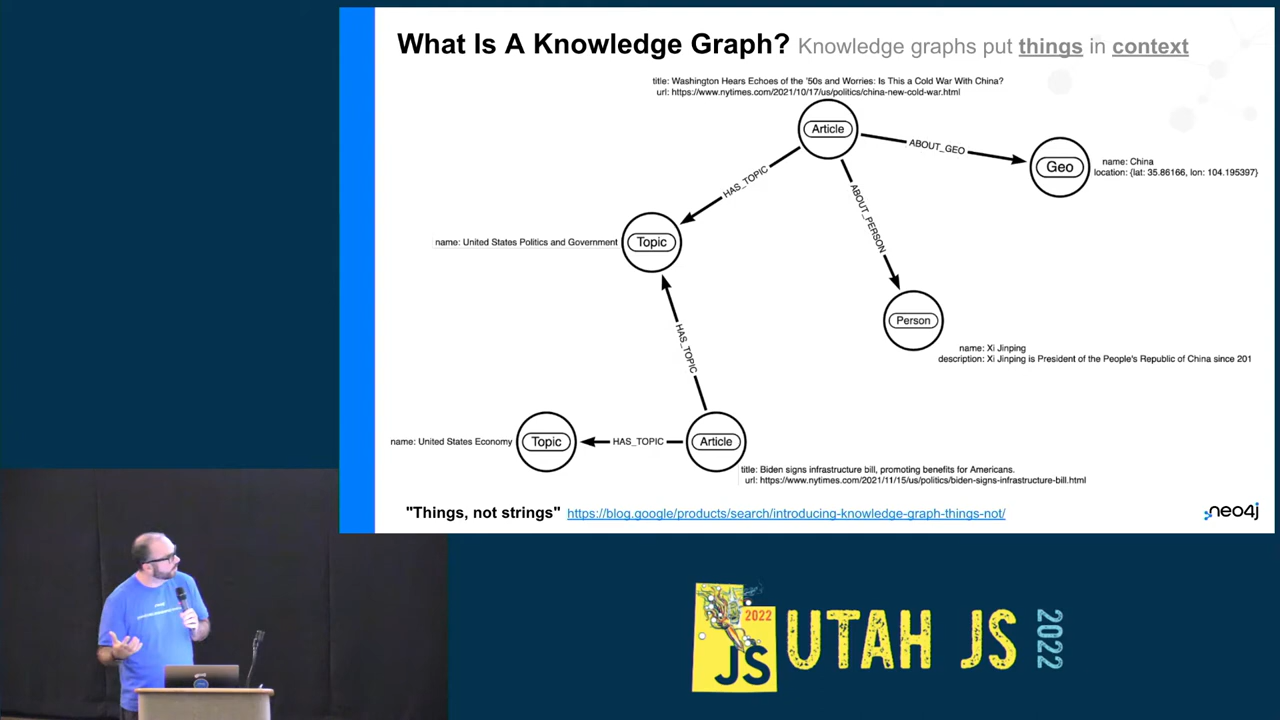 What Is A Knowledge Graph? Knowledge graphs put things in context
title: Washington Hears Echoes of the '50s and Worries: Is This a Cold War With China?
url: https://www.nytimes.com/2021/10/17/us/politics/china-new-cold-war.html
Article
ABOUT_GEO
Geo
name: China
location: {lat: 35.86166, lon: 104.195397}
HAS_TOPIC
ABOUT_PERSON
name: United States Politics and Government
Topic
Person
name: Xi Jinping
description: Xi Jinping is President of the People's Republic of China since 201
HAS_TOPIC
name: United States Economy
Topic
HAS_TOPIC
Article
title: Biden signs infrastructure bill, promoting benefits for Americans.
url: https://www.nytimes.com/2021/11/15/us/politics/biden-signs-infrastructure-bill.html
"Things, not strings" https://blog.google/products/search/introducing-knowledge-graph-things-not/
neo4j
2022
JS
UTAH JS
2022